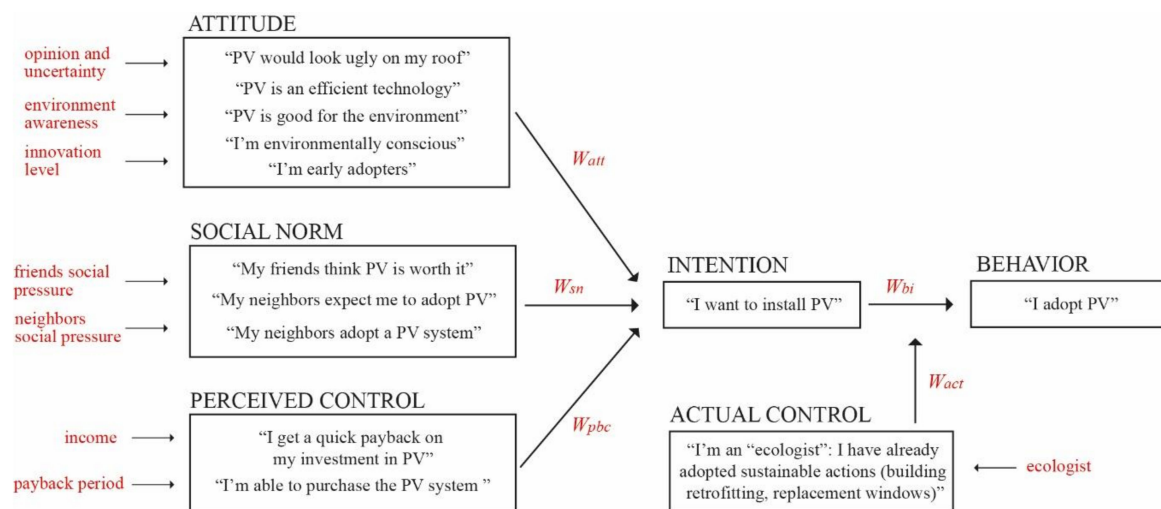 ATTITUDE
opinion and
uncertainty
environment
awareness
innovation
level
“PV would look ugly on my roof”
“PV is an efficient technology”
“PV is good for the environment”
“I’m environmentally conscious”
“I’m early adopters”
Watt
SOCIAL NORM
friends social
pressure
neighbors
social pressure
“My friends think PV is worth it”
“My neighbors expect me to adopt PV”
“My neighbors adopt a PV system”
Wsn
INTENTION
“I want to install PV”
Wbi
BEHAVIOR
“I adopt PV”
PERCEIVED CONTROL
income
payback period
“I get a quick payback on
my investment in PV”
“I’m able to purchase the PV system ”
Wpbc
Wact
ACTUAL CONTROL
“I’m an “ecologist”: I have already
adopted sustainable actions (building
retrofitting, replacement windows)”
ecologist